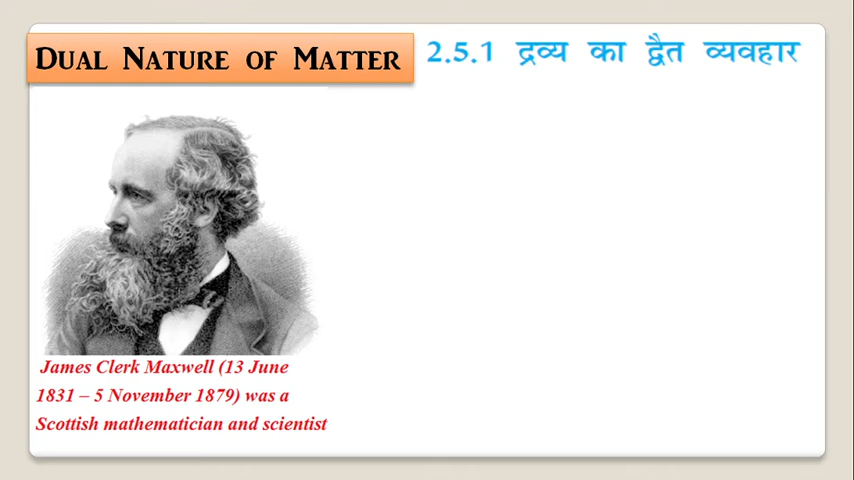 Dual Nature of Matter
2.5.1 द्रव्य का द्वैत व्यवहार
James Clerk Maxwell (13 June
1831 – 5 November 1879) was a
Scottish mathematician and scientist